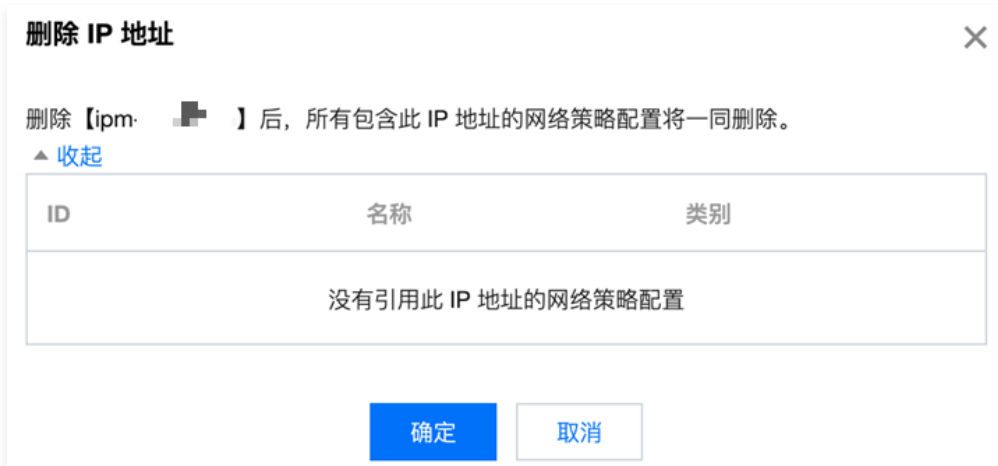 删除 IP 地址
删除【ipm- 】后，所有包含此 IP 地址的网络策略配置将一同删除。
收起
ID 名称 类别
没有引用此 IP 地址的网络策略配置
确定 取消